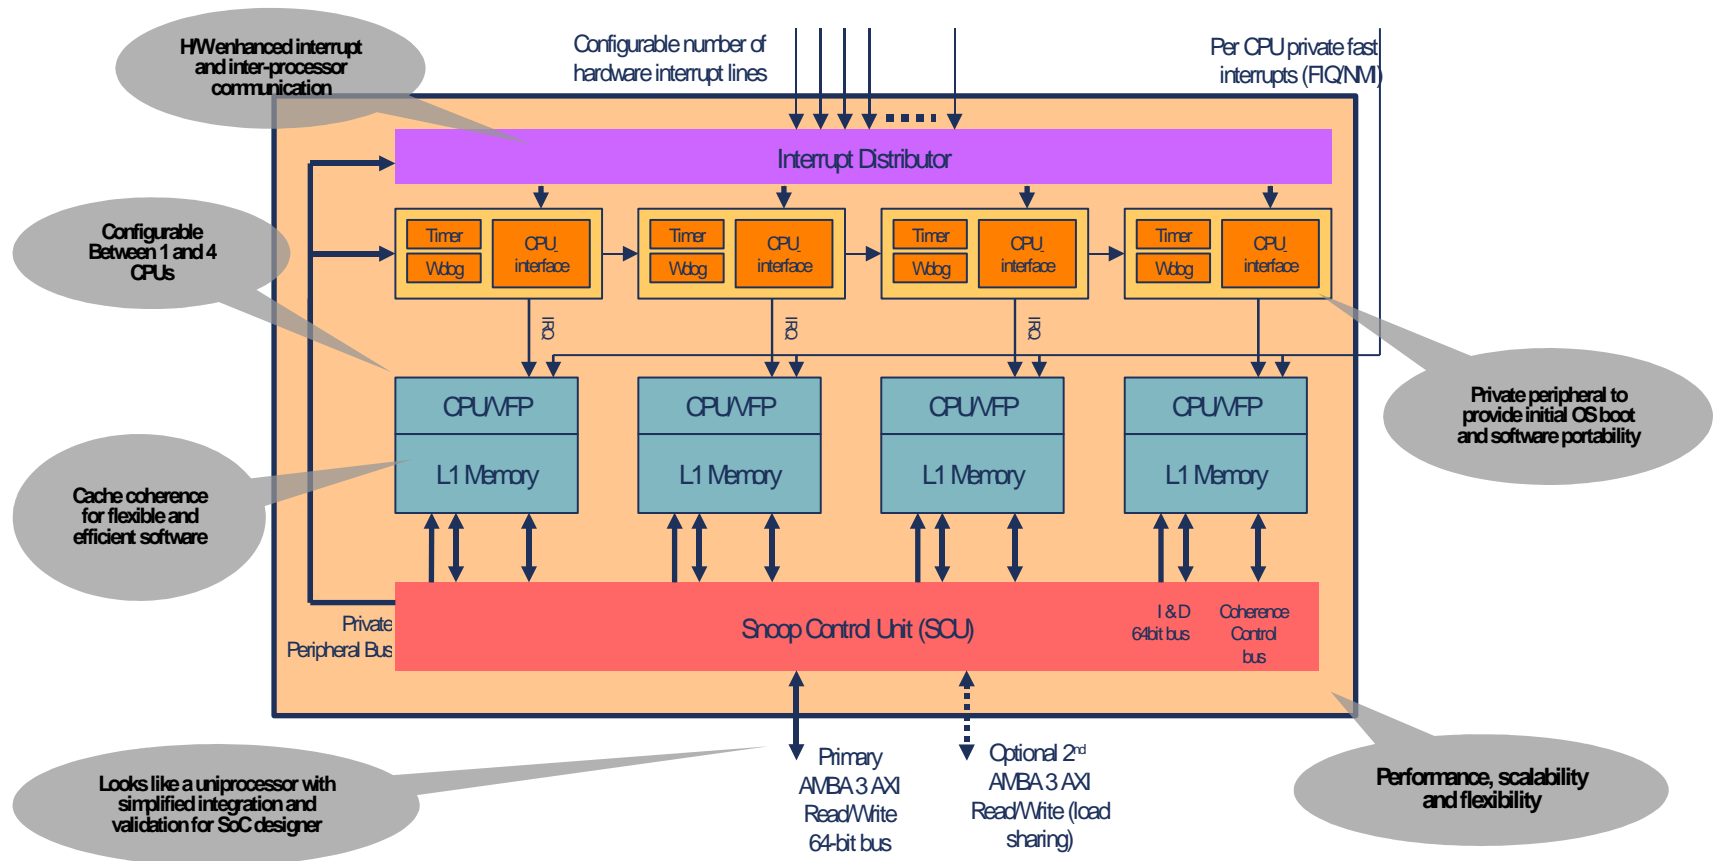 H/W enhanced interrupt
and inter-processor
communication
Configurable number of
hardware interrupt lines
Per CPU private fast
interrupts (FIQ/NMI)
Interrupt Distributor
Configurable
Between 1 and 4
CPUs
Timer
Wdog
CPU
interface
Timer
Wdog
CPU
interface
Timer
Wdog
CPU
interface
Timer
Wdog
CPU
interface
IRQ
IRQ
IRQ
CPU/VFP
L1 Memory
CPU/VFP
L1 Memory
CPU/VFP
L1 Memory
CPU/VFP
L1 Memory
Private peripheral to
provide initial OS boot
and software portability
Cache coherence
for flexible and
efficient software
Private
Peripheral Bus
Snoop Control Unit (SCU)
I & D
64bit bus
Coherence
Control
bus
Looks like a uniprocessor with
simplified integration and
validation for SoC designer
Primary
AMBA 3 AXI
Read/Write
64-bit bus
Optional 2nd
AMBA 3 AXI
Read/Write (load
sharing)
Performance, scalability
and flexibility